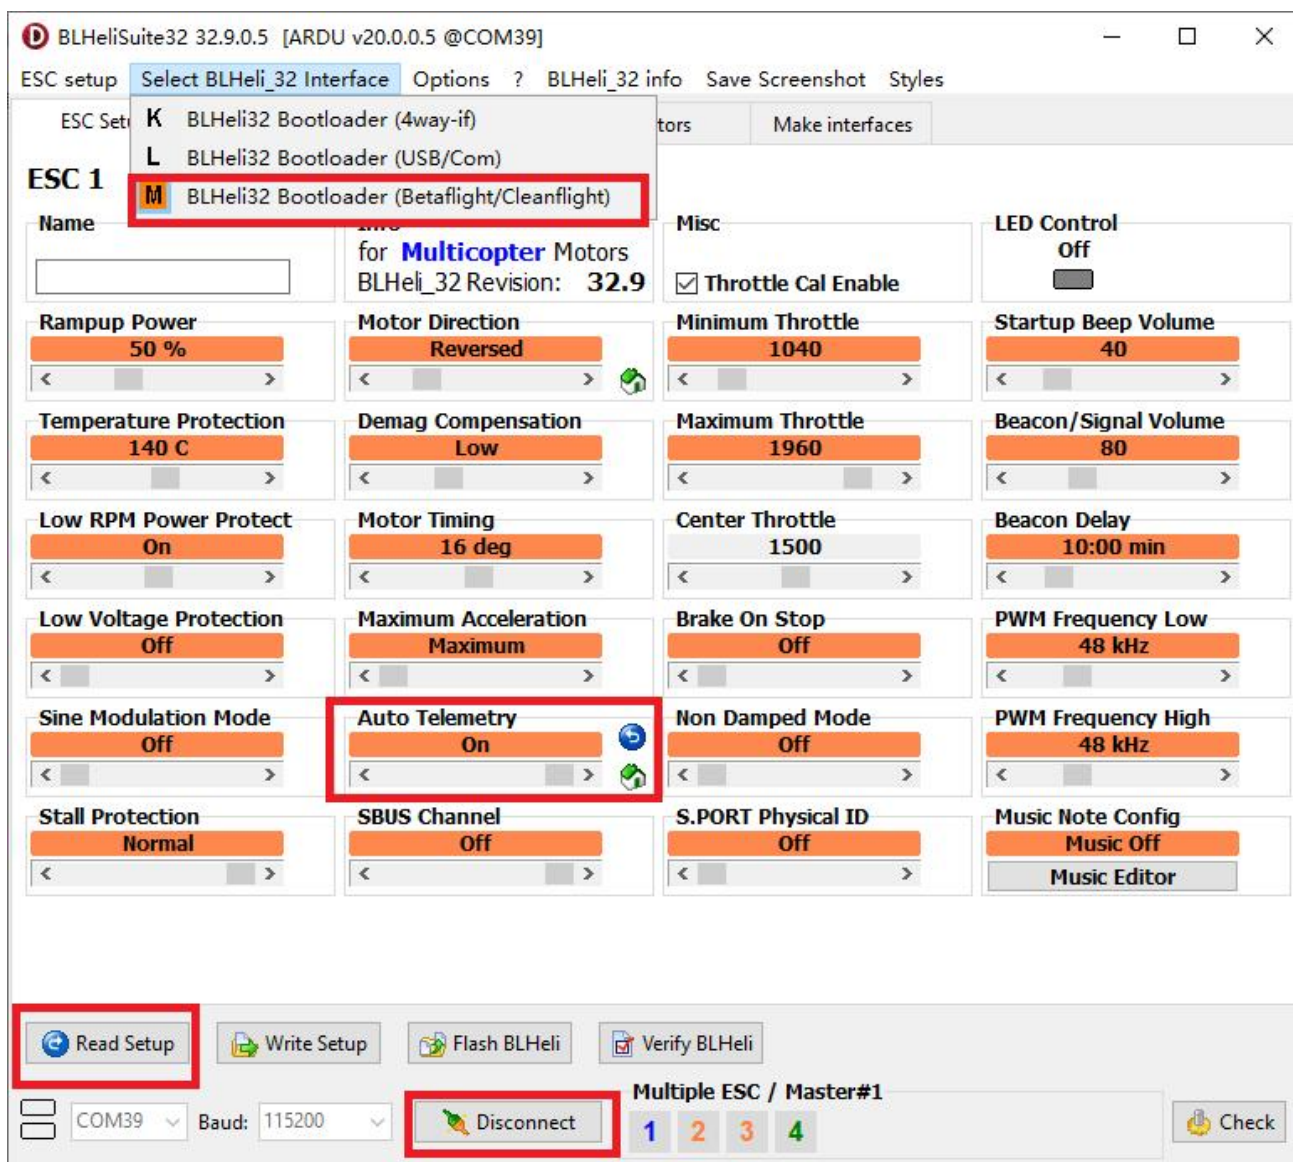 BLHeliSuite32 32.9.0.5 [ARDU v20.0.0.5 @COM39]
ESC setup Select BLHeli_32 Interface Options ? BLHeli_32 info Save Screenshot Styles
K BLHeli32 Bootloader (4way-if)
L BLHeli32 Bootloader (USB/Com)
M BLHeli32 Bootloader (Betaflight/Cleanflight)
ESC Setu tors Make interfaces
ESC 1
Name Info Misc LED Control
for Multicopter Motors Off
BLHeli_32 Revision: 32.9 Throttle Cal Enable
Rampup Power Motor Direction Minimum Throttle Startup Beep Volume
50 % Reversed 1040 40
Temperature Protection Demag Compensation Maximum Throttle Beacon/Signal Volume
140 C Low 1960 80
Low RPM Power Protect Motor Timing Center Throttle Beacon Delay
On 16 deg 1500 10:00 min
Low Voltage Protection Maximum Acceleration Brake On Stop PWM Frequency Low
Off Maximum Off 48 kHz
Sine Modulation Mode Auto Telemetry Non Damped Mode PWM Frequency High
Off On Off 48 kHz
Stall Protection SBUS Channel S.PORT Physical ID Music Note Config
Normal Off Off Music Off
Music Editor
Read Setup Write Setup Flash BLHeli Verify BLHeli
Multiple ESC / Master#1
COM39 Baud: 115200 Disconnect 1 2 3 4 Check